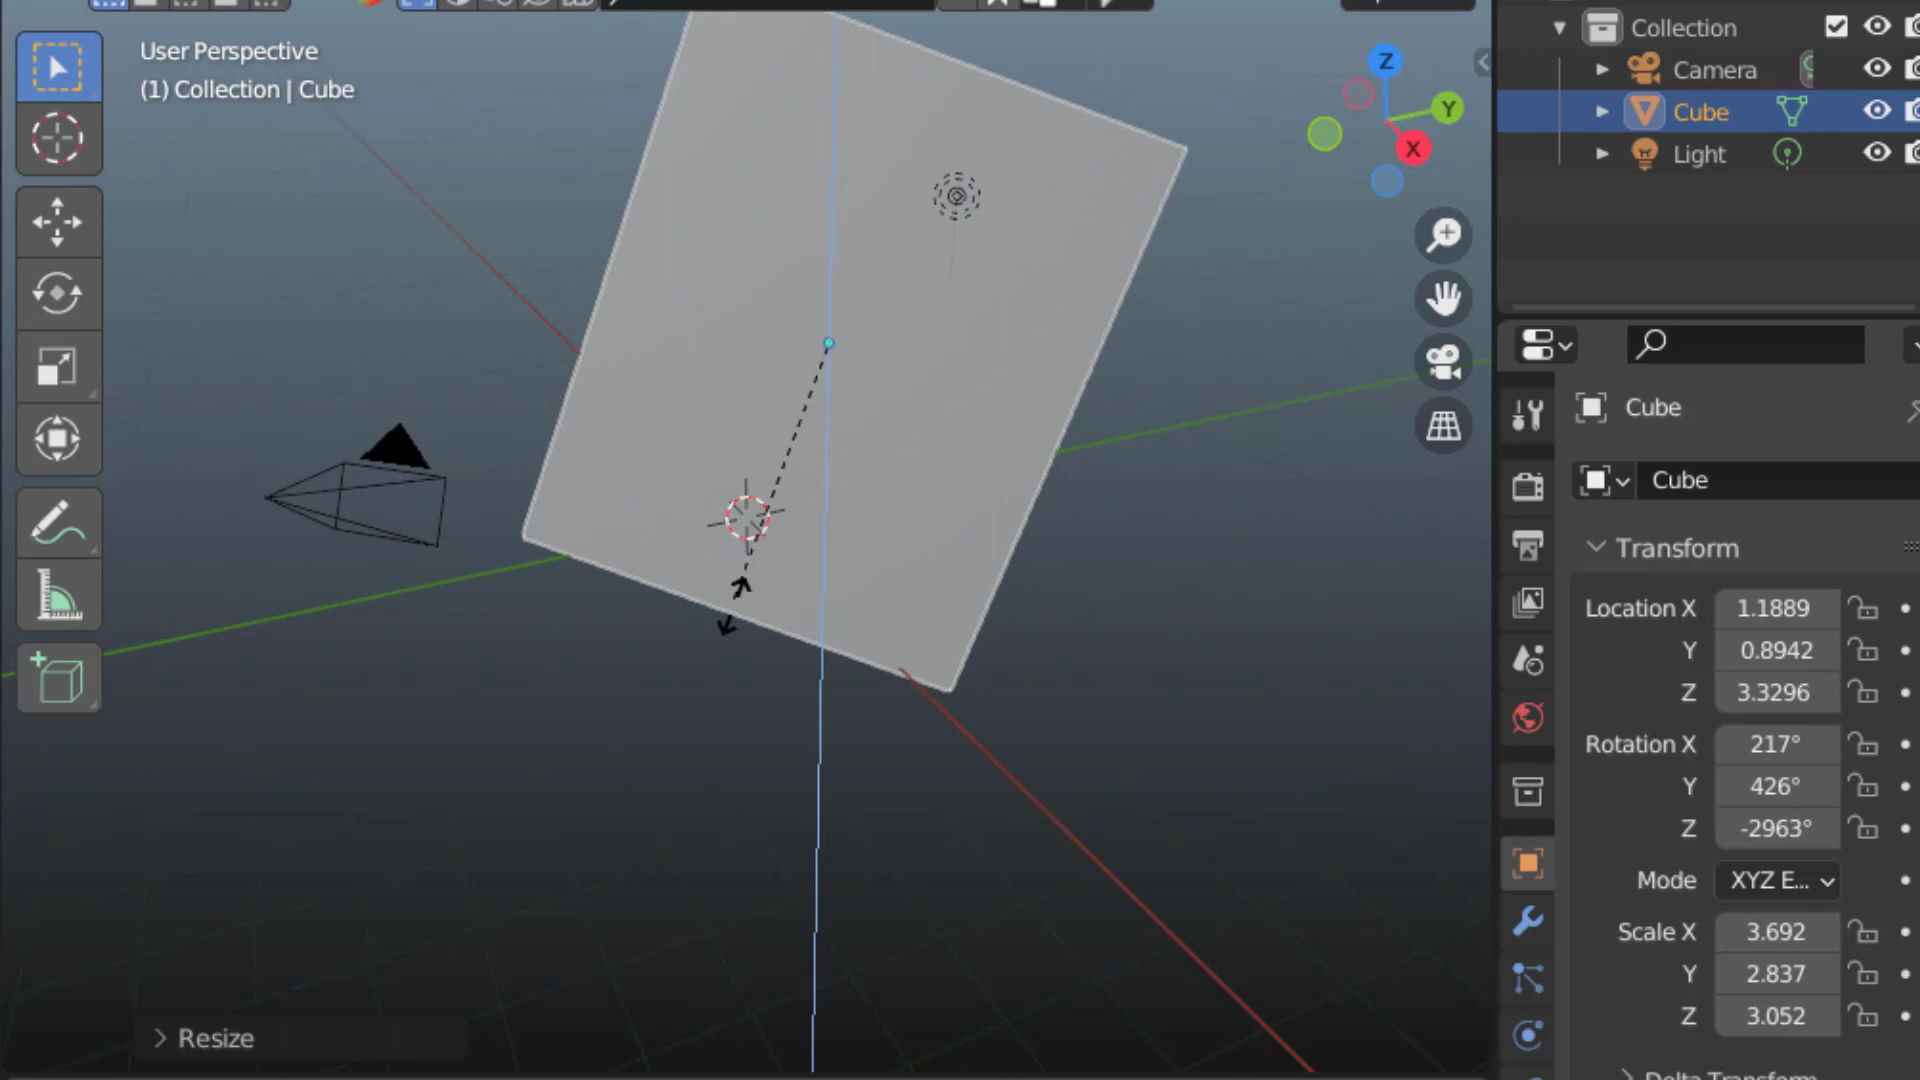 User Perspective
(1) Collection | Cube
Z
Y
X
Resize
Collection
Camera
Cube
Light
Cube
Cube
Transform
Location X 1.1889
Y 0.8942
Z 3.3296
Rotation X 217°
Y 426°
Z -2963°
Mode XYZ E...
Scale X 3.692
Y 2.837
Z 3.052
Delta Transform